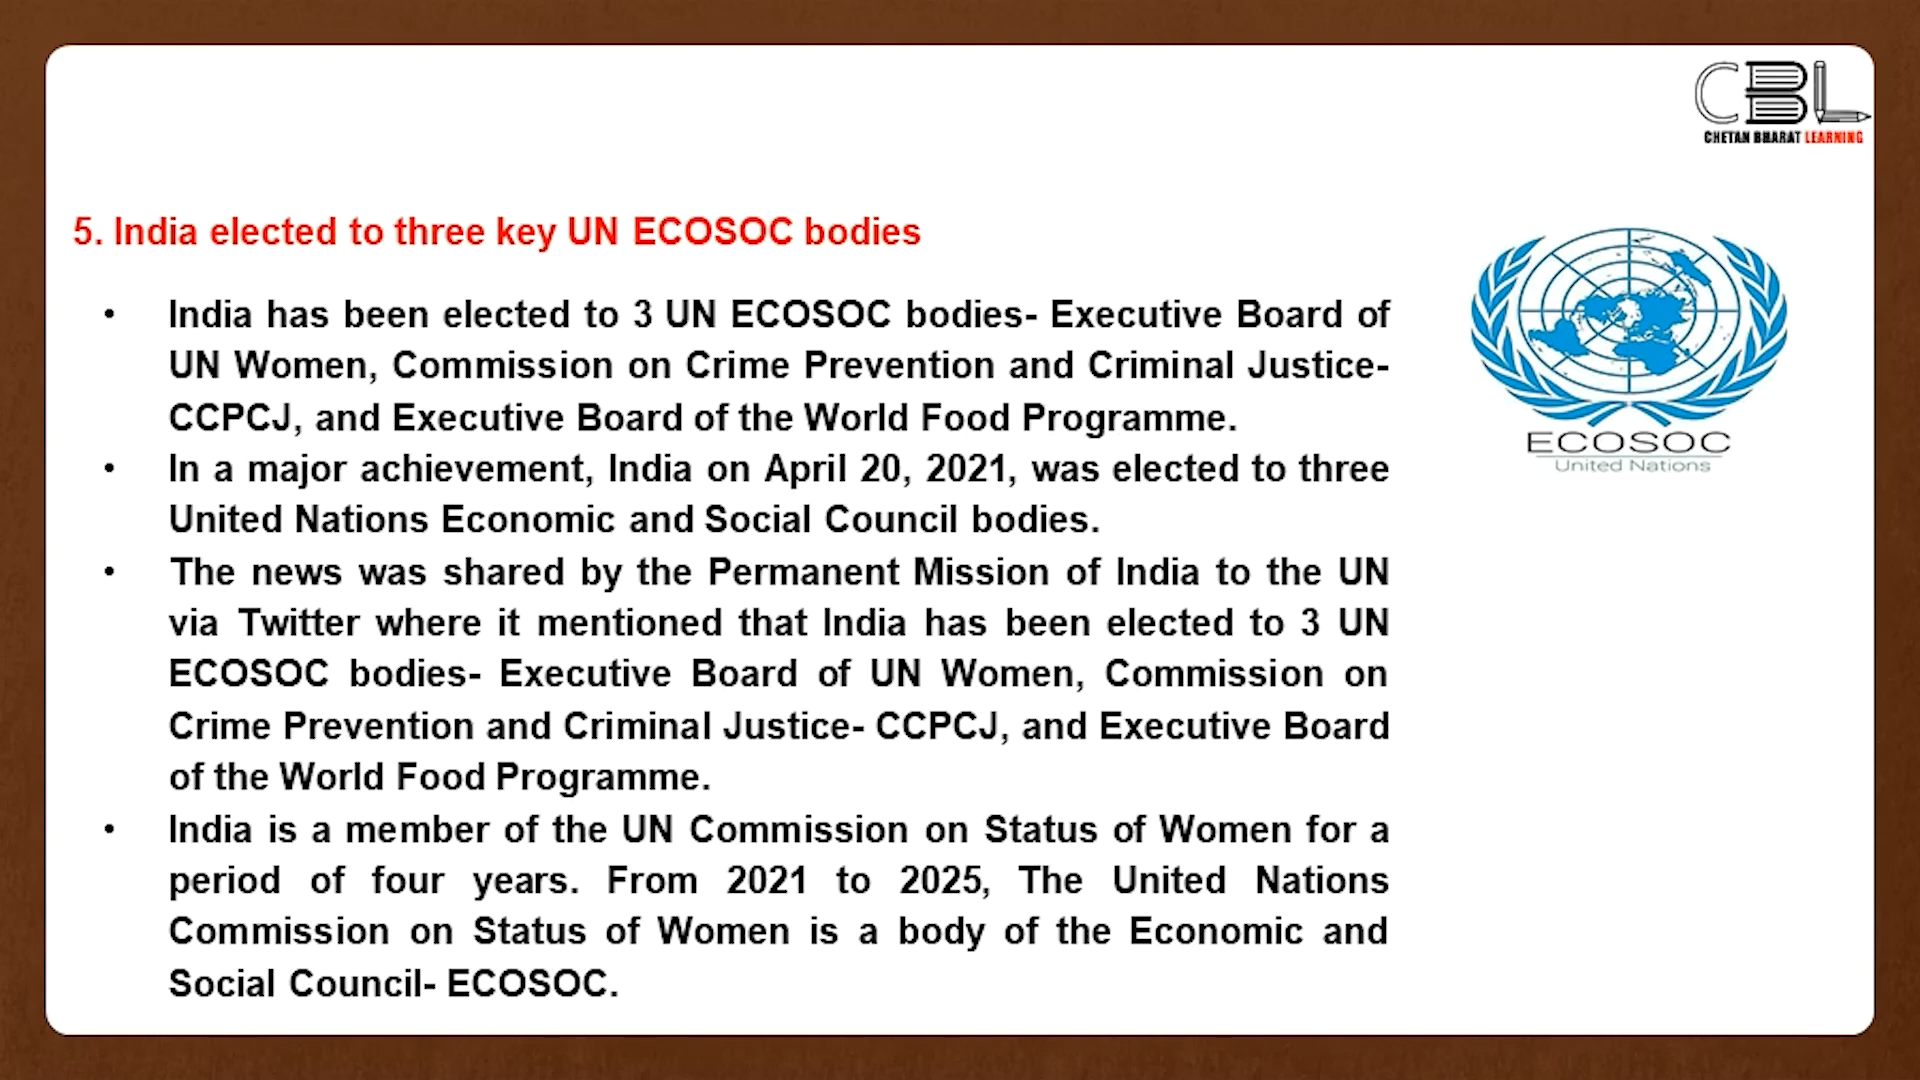 CBL
CHETAN BHARAT LEARNING
5. India elected to three key UN ECOSOC bodies
• India has been elected to 3 UN ECOSOC bodies- Executive Board of
UN Women, Commission on Crime Prevention and Criminal Justice-
CCPCJ, and Executive Board of the World Food Programme.
• In a major achievement, India on April 20, 2021, was elected to three
United Nations Economic and Social Council bodies.
• The news was shared by the Permanent Mission of India to the UN
via Twitter where it mentioned that India has been elected to 3 UN
ECOSOC bodies- Executive Board of UN Women, Commission on
Crime Prevention and Criminal Justice- CCPCJ, and Executive Board
of the World Food Programme.
• India is a member of the UN Commission on Status of Women for a
period of four years. From 2021 to 2025, The United Nations
Commission on Status of Women is a body of the Economic and
Social Council- ECOSOC.
ECOSOC
United Nations